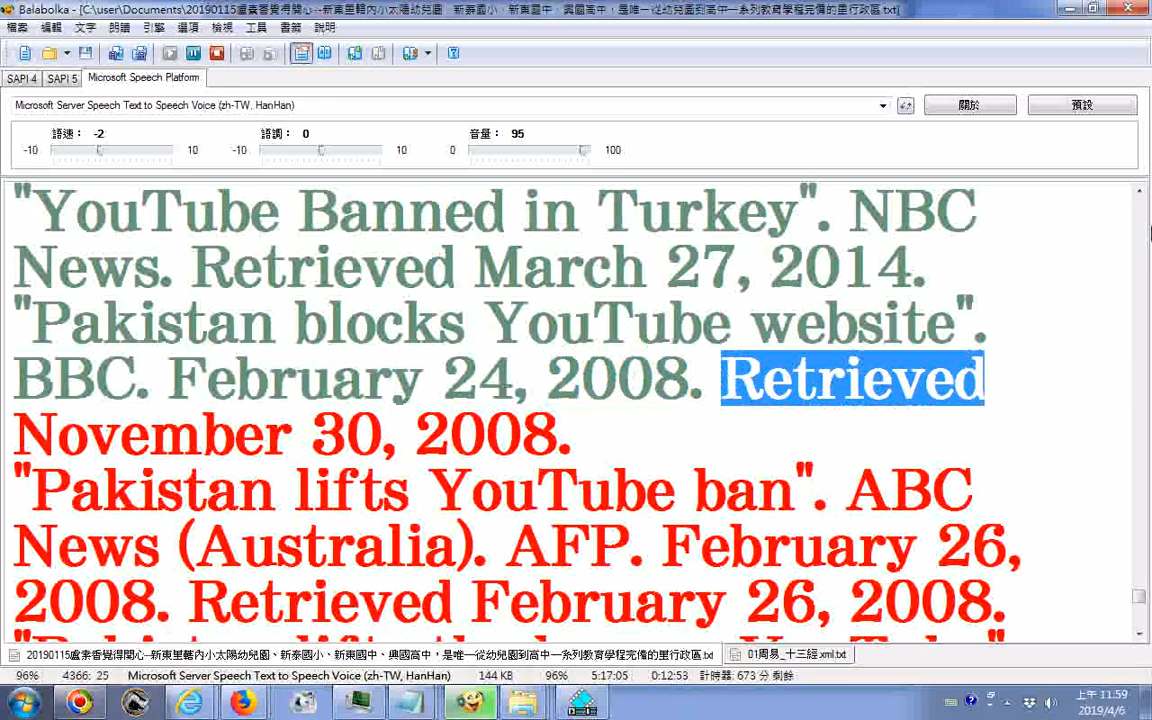 Balabolka - [C:\user\Documents\20190115盧素香覺得開心--新東里轄內小太陽幼兒園、新泰國小、新東國中、興國高中，是唯一從幼兒園到高中一系列教育學程完備的里行政區.txt]
檔案 編輯 文字 朗讀 引擎 選項 檢視 工具 書籤 說明
SAPI 4 SAPI 5 Microsoft Speech Platform
Microsoft Server Speech Text to Speech Voice (zh-TW, HanHan) 關於 預設
語速： -2 語調： 0 音量： 95
-10 10 -10 10 0 100
"YouTube Banned in Turkey". NBC
News. Retrieved March 27, 2014.
"Pakistan blocks YouTube website".
BBC. February 24, 2008. Retrieved
November 30, 2008.
"Pakistan lifts YouTube ban". ABC
News (Australia). AFP. February 26,
2008. Retrieved February 26, 2008.
20190115盧素香覺得開心--新東里轄內小太陽幼兒園、新泰國小、新東國中、興國高中，是唯一從幼兒園到高中一系列教育學程完備的里行政區.txt 01周易_十三經.xml.txt
96% 4366: 25 Microsoft Server Speech Text to Speech Voice (zh-TW, HanHan) 144 KB 96% 5:17:05 0:12:53 計時器: 673 分 剩餘
上午 11:59
2019/4/6